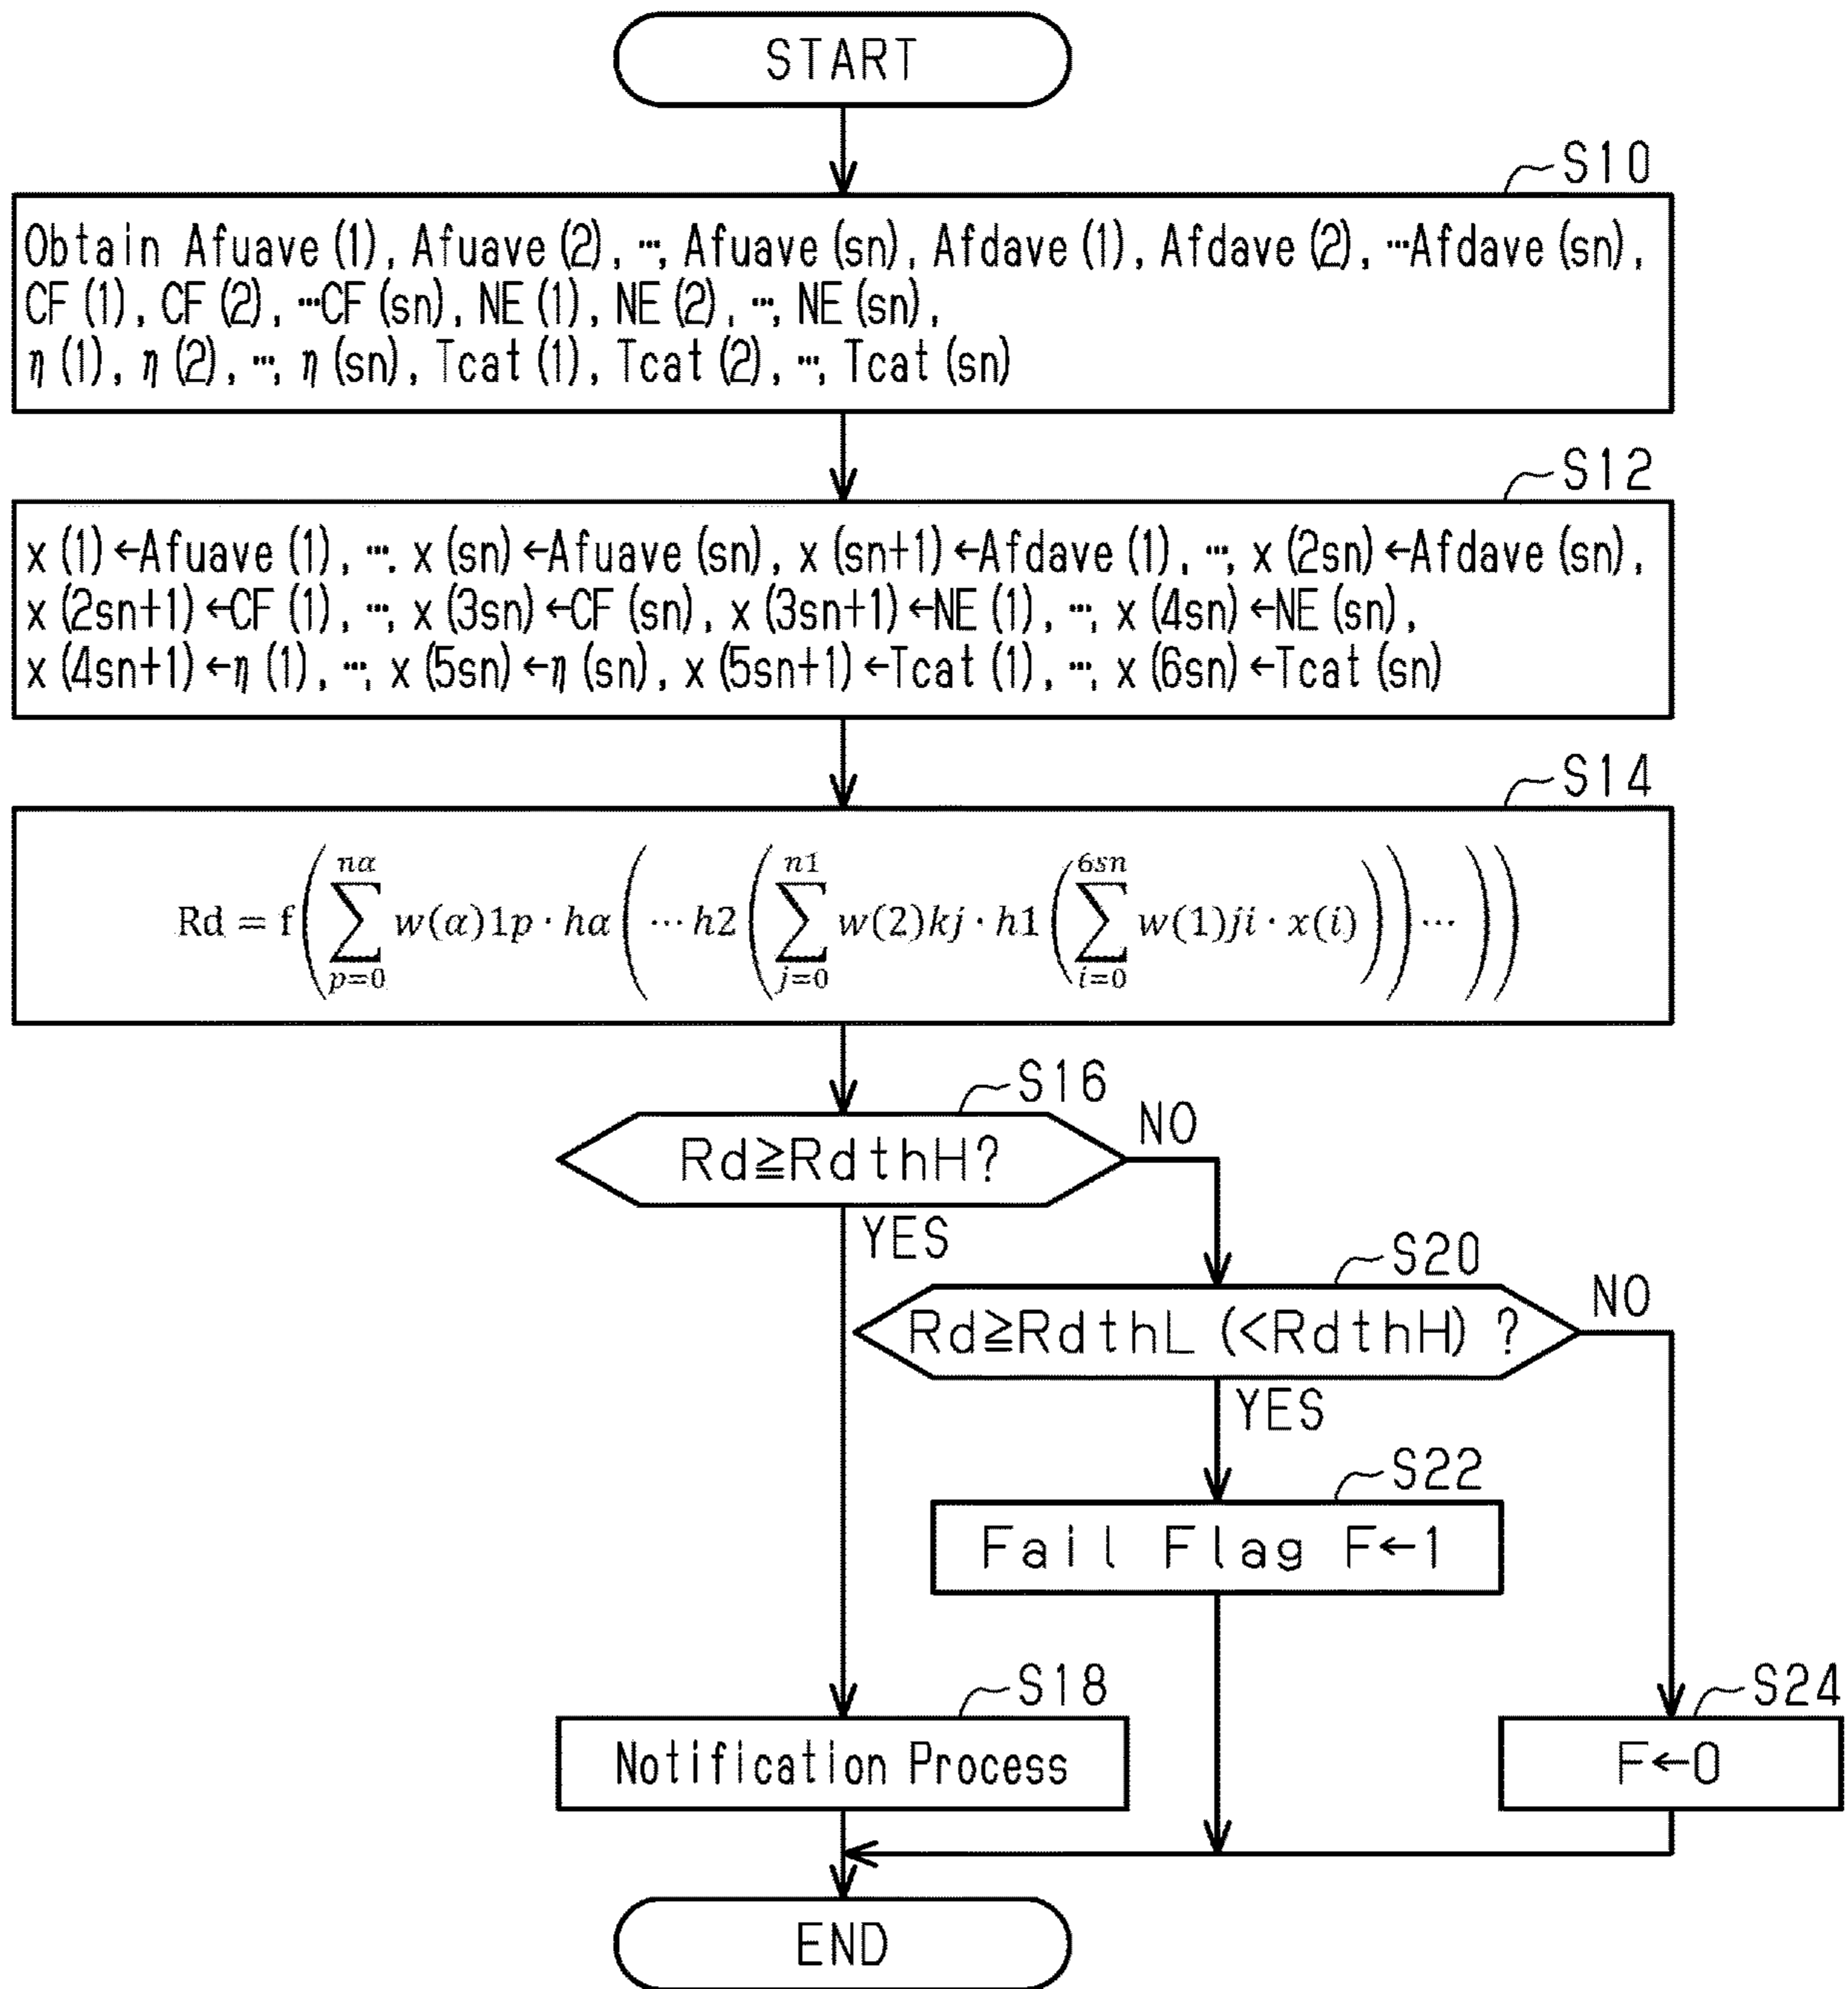 START
S10
Obtain Afuave(1), Afuave(2), …, Afuave(sn), Afdave(1), Afdave(2), …Afdave(sn),
CF(1), CF(2), …CF(sn), NE(1), NE(2), …, NE(sn),
η(1), η(2), …, η(sn), Tcat(1), Tcat(2), …, Tcat(sn)
S12
x(1)←Afuave(1), …, x(sn)←Afuave(sn), x(sn+1)←Afdave(1), …, x(2sn)←Afdave(sn),
x(2sn+1)←CF(1), …, x(3sn)←CF(sn), x(3sn+1)←NE(1), …, x(4sn)←NE(sn),
x(4sn+1)←η(1), …, x(5sn)←η(sn), x(5sn+1)←Tcat(1), …, x(6sn)←Tcat(sn)
S14
Rd = f(∑_{p=0}^{nα} w(α)1p · hα(… h2(∑_{j=0}^{n1} w(2)kj · h1(∑_{i=0}^{6sn} w(1)ji · x(i)))…))
S16
Rd≧RdthH?
NO
YES
S20
Rd≧RdthL (<RdthH) ?
NO
YES
S22
Fail Flag F←1
S18
Notification Process
S24
F←0
END